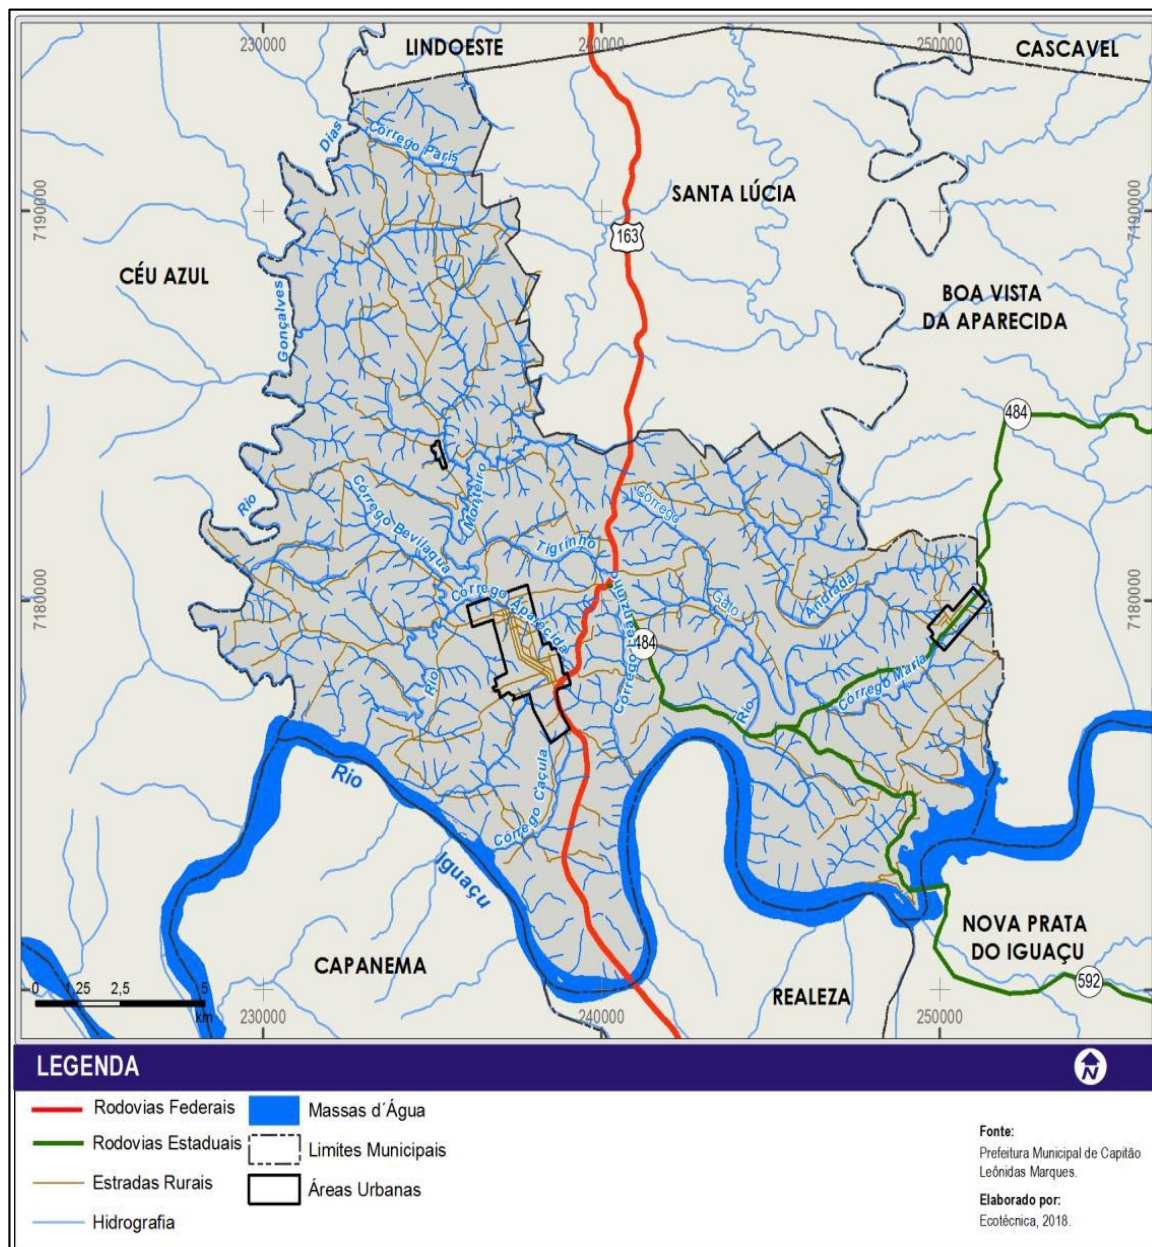 230000
LINDOESTE
240000
250000
CASCAVEL
Dias
Córrego Paris
7190000
SANTA LÚCIA
7190000
163
CÉU AZUL
Gonçalves
BOA VISTA
DA APARECIDA
484
Rio
Monteiro
Córrego Bevilaqua
Córrego
Tigrinho
7180000
Córrego Aparecida
Gaio
Andrada
7180000
484
Córrego
Rio
Rio
Córrego Maria
Rio
Iguaçu
Córrego Caçula
CAPANEMA
NOVA PRATA
DO IGUAÇU
REALEZA
592
0 1,25 2,5 5
km
230000
240000
250000
LEGENDA
N
Rodovias Federais
Massas d´Água
Rodovias Estaduais
Limites Municipais
Estradas Rurais
Áreas Urbanas
Hidrografia
Fonte:
Prefeitura Municipal de Capitão
Leônidas Marques.
Elaborado por:
Ecotécnica, 2018.